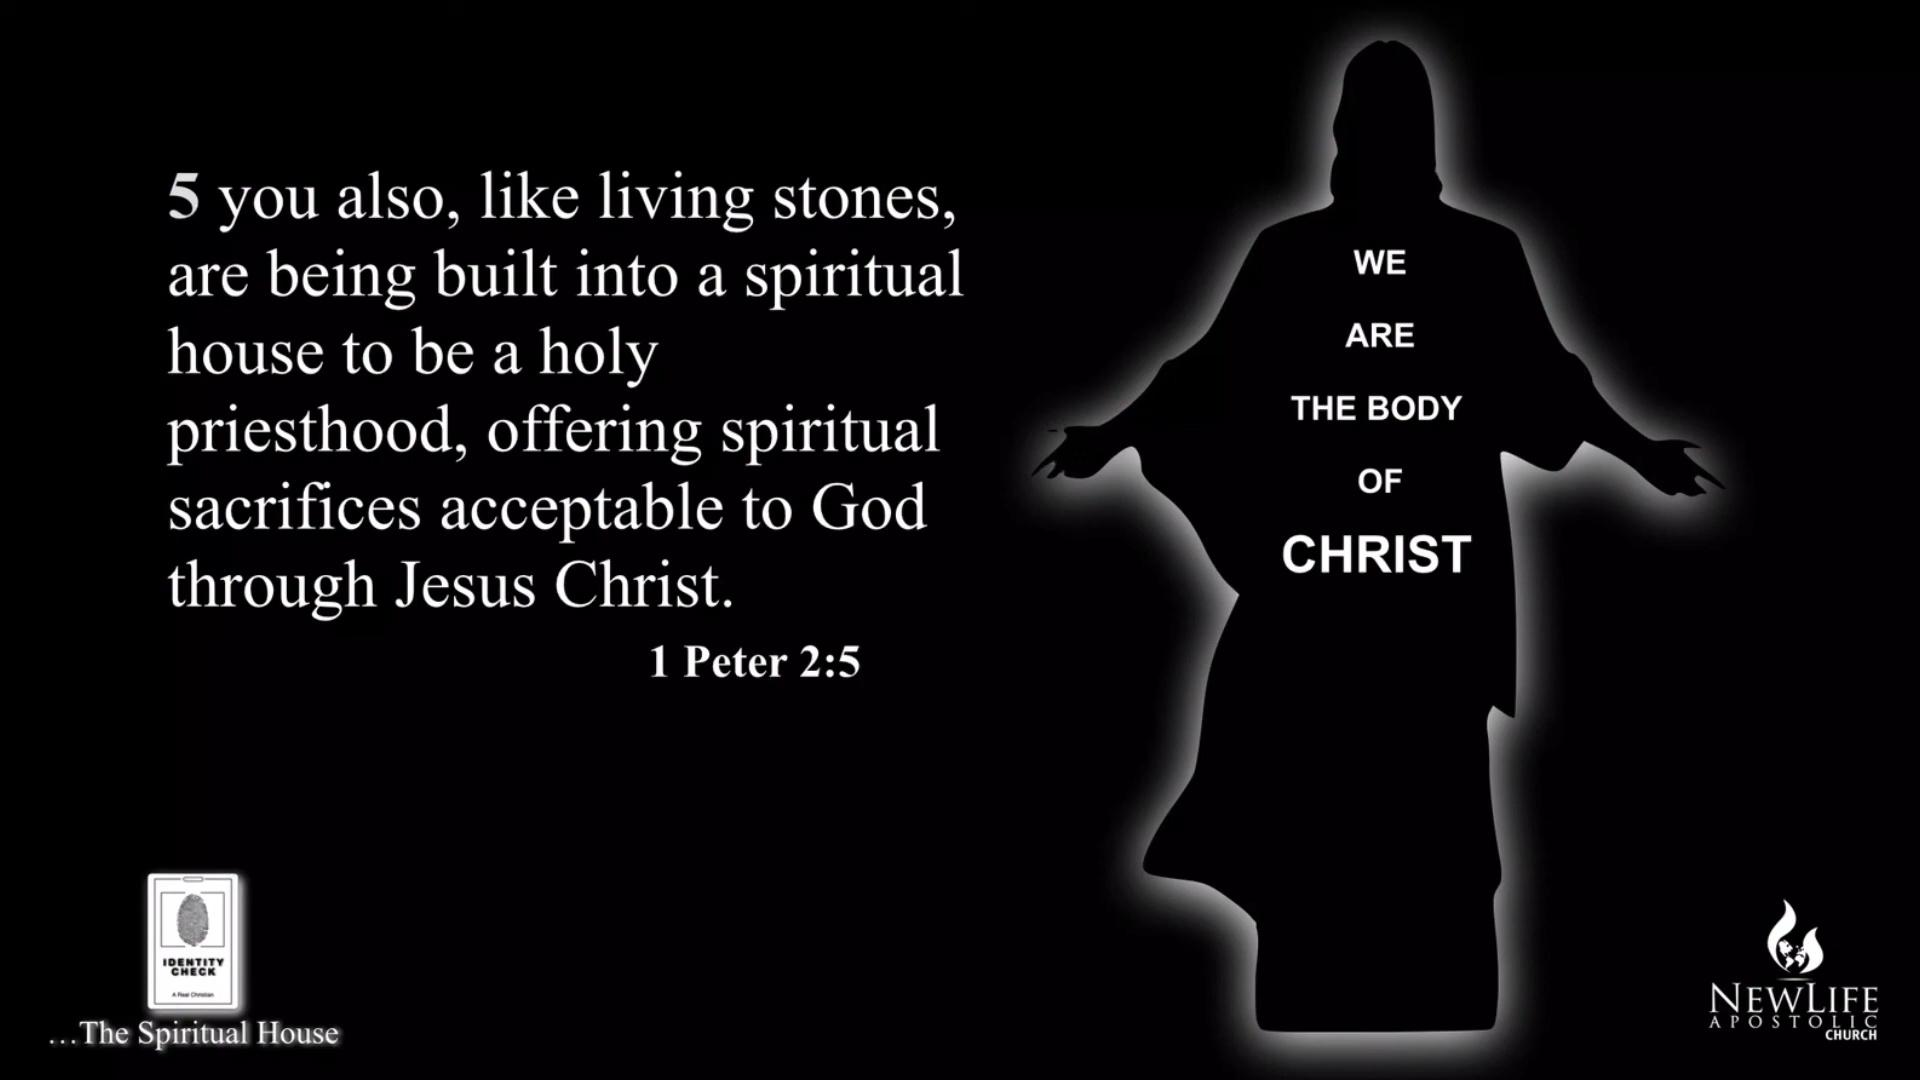 5 you also, like living stones,
are being built into a spiritual
house to be a holy
priesthood, offering spiritual
sacrifices acceptable to God
through Jesus Christ.
1 Peter 2:5
WE
ARE
THE BODY
OF
CHRIST
IDENTITY
CHECK
A Real Christian
...The Spiritual House
NEWLIFE
APOSTOLIC
CHURCH